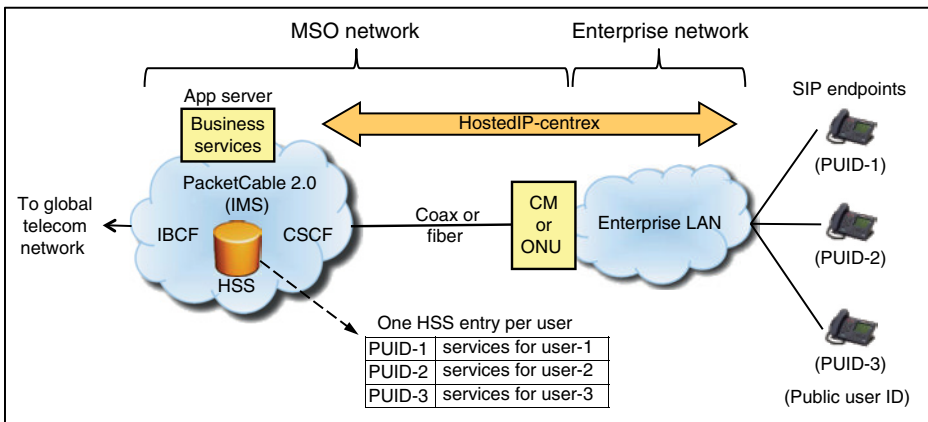 MSO network
Enterprise network
App server
SIP endpoints
Business
services
HostedIP-centrex
PacketCable 2.0
(IMS)
(PUID-1)
To global
telecom
network
IBCF
CSCF
HSS
Coax or
fiber
CM
or
ONU
Enterprise LAN
(PUID-2)
One HSS entry per user
PUID-1 services for user-1
PUID-2 services for user-2
PUID-3 services for user-3
(PUID-3)
(Public user ID)